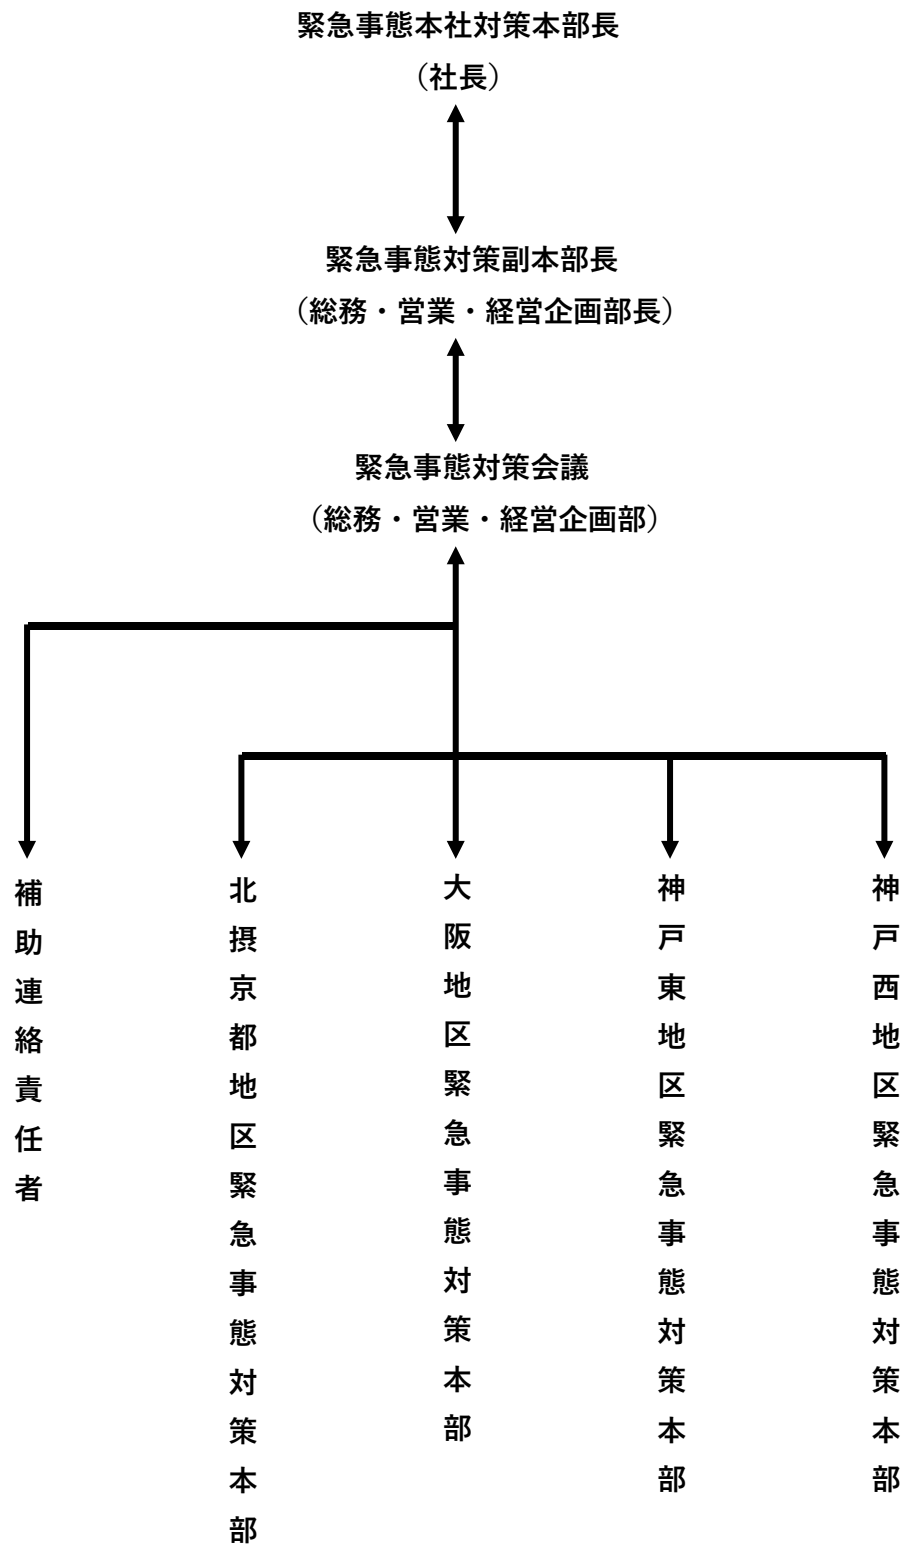 緊急事態本社対策本部長
（社長）
緊急事態対策副本部長
（総務・営業・経営企画部長）
緊急事態対策会議
（総務・営業・経営企画部）
補助連絡責任者
北摂京都地区緊急事態対策本部
大阪地区緊急事態対策本部
神戸東地区緊急事態対策本部
神戸西地区緊急事態対策本部